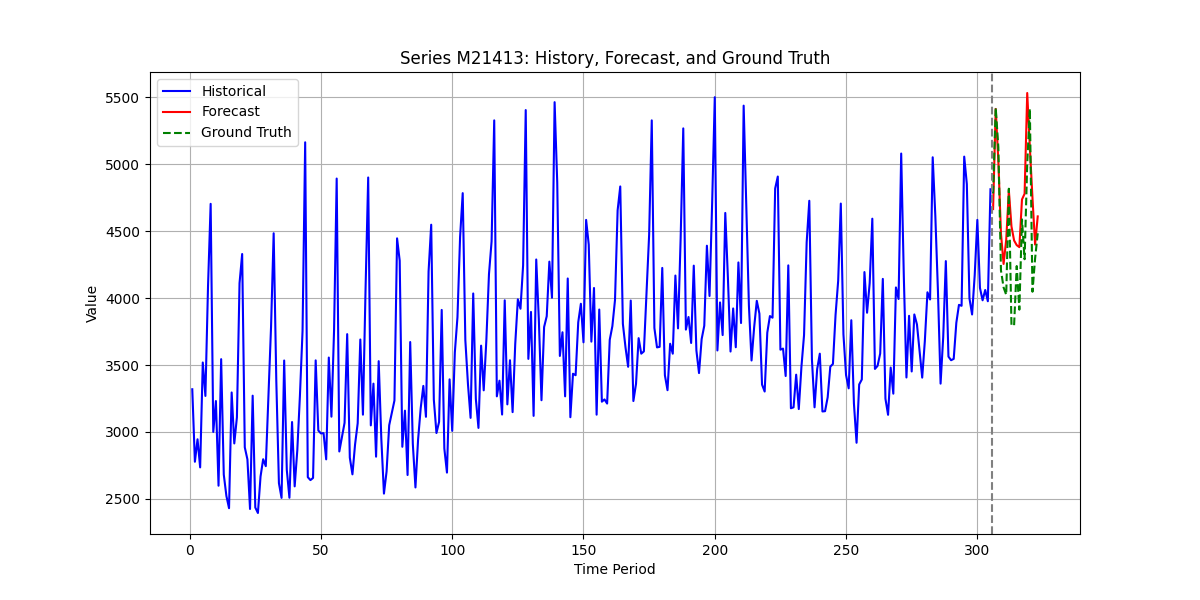 Series M21413: History, Forecast, and Ground Truth
Historical
Forecast
Ground Truth
5500
5000
4500
4000
3500
3000
2500
Value
0 50 100 150 200 250 300
Time Period